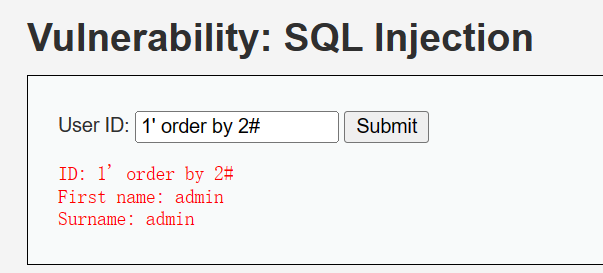 Vulnerability: SQL Injection
User ID: 1' order by 2# Submit
ID: 1' order by 2#
First name: admin
Surname: admin